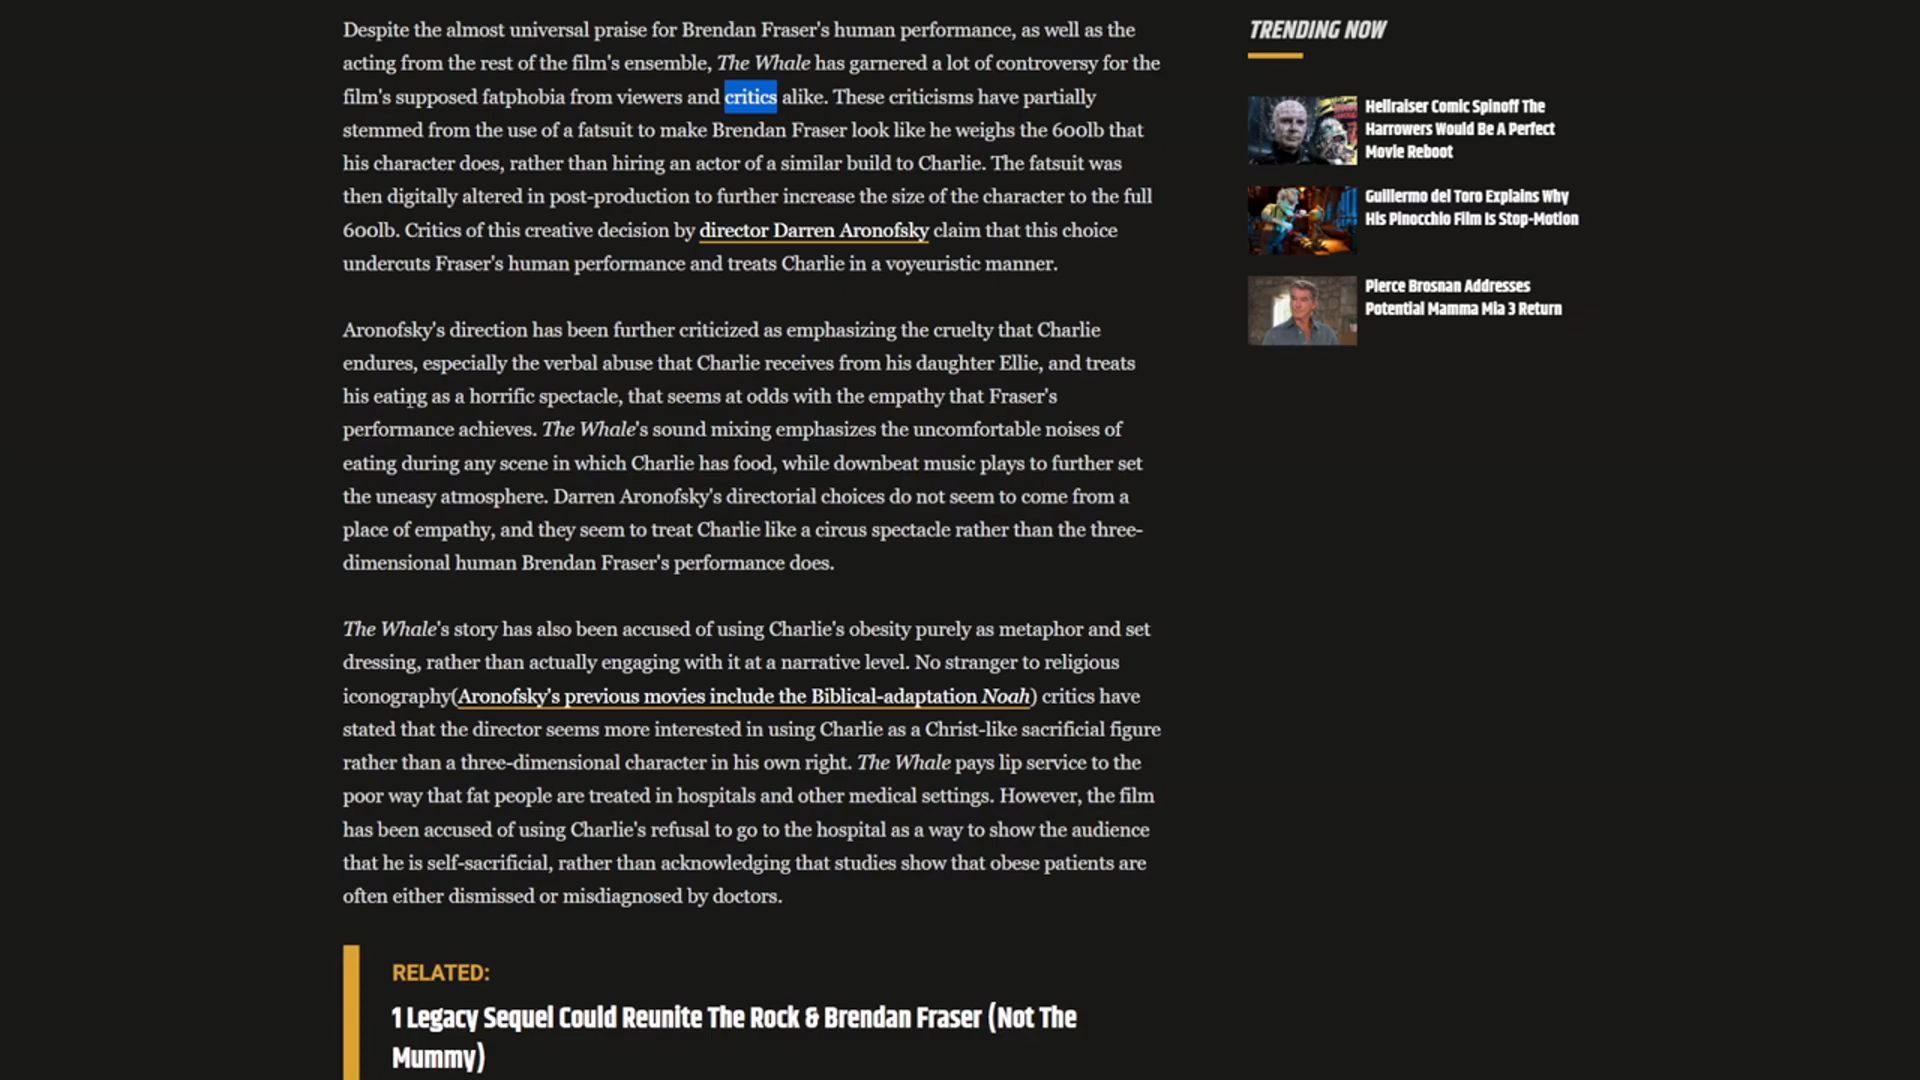 Despite the almost universal praise for Brendan Fraser's human performance, as well as the
acting from the rest of the film's ensemble, The Whale has garnered a lot of controversy for the
film's supposed fatphobia from viewers and critics alike. These criticisms have partially
stemmed from the use of a fatsuit to make Brendan Fraser look like he weighs the 600lb that
his character does, rather than hiring an actor of a similar build to Charlie. The fatsuit was
then digitally altered in post-production to further increase the size of the character to the full
600lb. Critics of this creative decision by director Darren Aronofsky claim that this choice
undercuts Fraser's human performance and treats Charlie in a voyeuristic manner.
Aronofsky's direction has been further criticized as emphasizing the cruelty that Charlie
endures, especially the verbal abuse that Charlie receives from his daughter Ellie, and treats
his eating as a horrific spectacle, that seems at odds with the empathy that Fraser's
performance achieves. The Whale's sound mixing emphasizes the uncomfortable noises of
eating during any scene in which Charlie has food, while downbeat music plays to further set
the uneasy atmosphere. Darren Aronofsky's directorial choices do not seem to come from a
place of empathy, and they seem to treat Charlie like a circus spectacle rather than the three-
dimensional human Brendan Fraser's performance does.
The Whale's story has also been accused of using Charlie's obesity purely as metaphor and set
dressing, rather than actually engaging with it at a narrative level. No stranger to religious
iconography(Aronofsky's previous movies include the Biblical-adaptation Noah) critics have
stated that the director seems more interested in using Charlie as a Christ-like sacrificial figure
rather than a three-dimensional character in his own right. The Whale pays lip service to the
poor way that fat people are treated in hospitals and other medical settings. However, the film
has been accused of using Charlie's refusal to go to the hospital as a way to show the audience
that he is self-sacrificial, rather than acknowledging that studies show that obese patients are
often either dismissed or misdiagnosed by doctors.
RELATED:
1 Legacy Sequel Could Reunite The Rock & Brendan Fraser (Not The
Mummy)
TRENDING NOW
Hellraiser Comic Spinoff The
Harrowers Would Be A Perfect
Movie Reboot
Guillermo del Toro Explains Why
His Pinocchio Film Is Stop-Motion
Pierce Brosnan Addresses
Potential Mamma Mia 3 Return